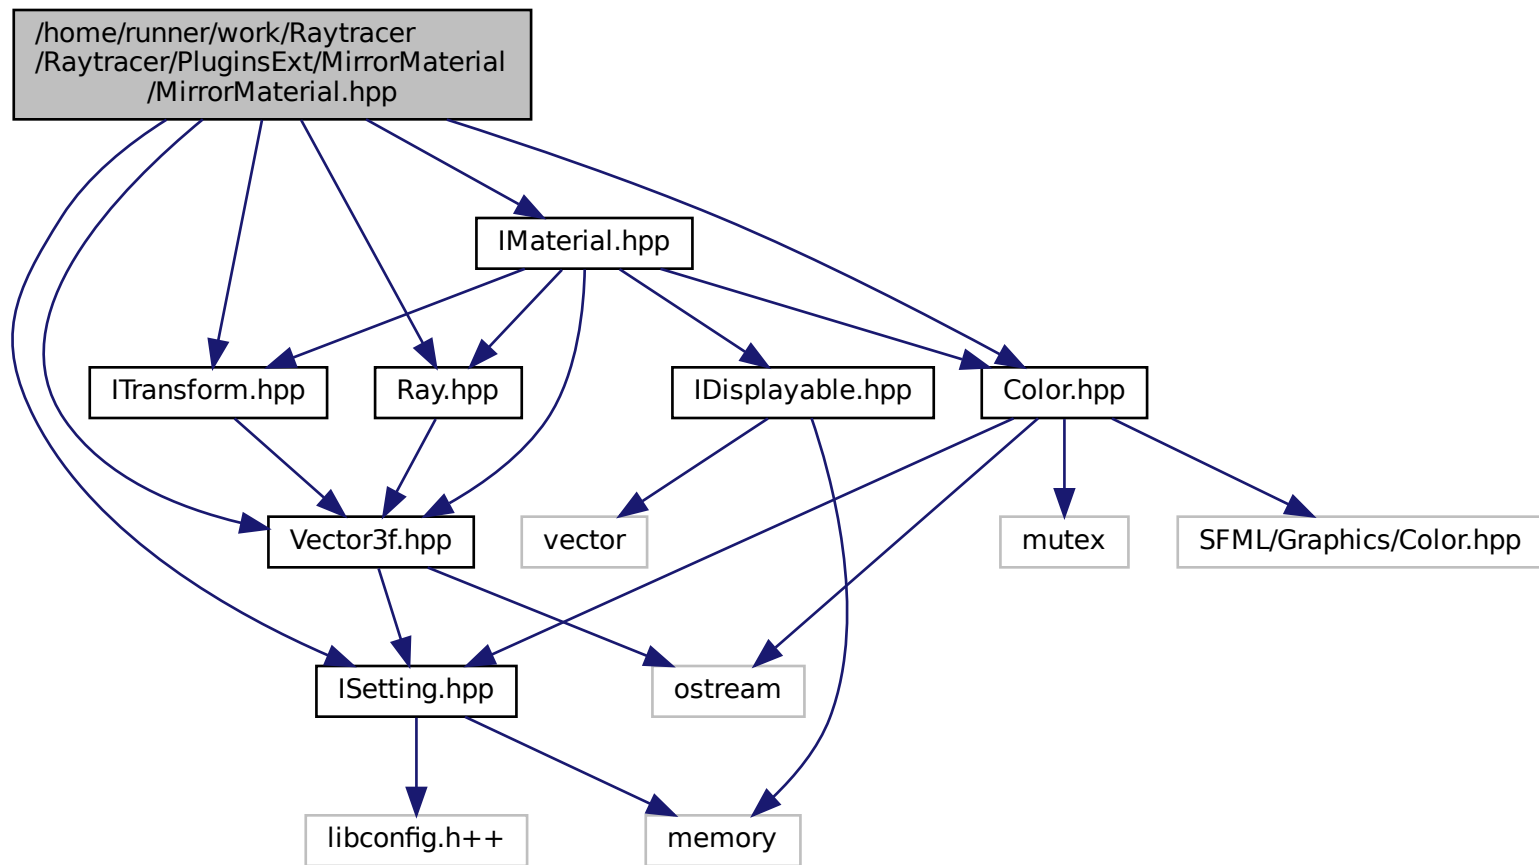 /home/runner/work/Raytracer
/Raytracer/PluginsExt/MirrorMaterial
/MirrorMaterial.hpp
IMaterial.hpp
ITransform.hpp
Ray.hpp
IDisplayable.hpp
Color.hpp
Vector3f.hpp
vector
mutex
SFML/Graphics/Color.hpp
ISetting.hpp
ostream
libconfig.h++
memory